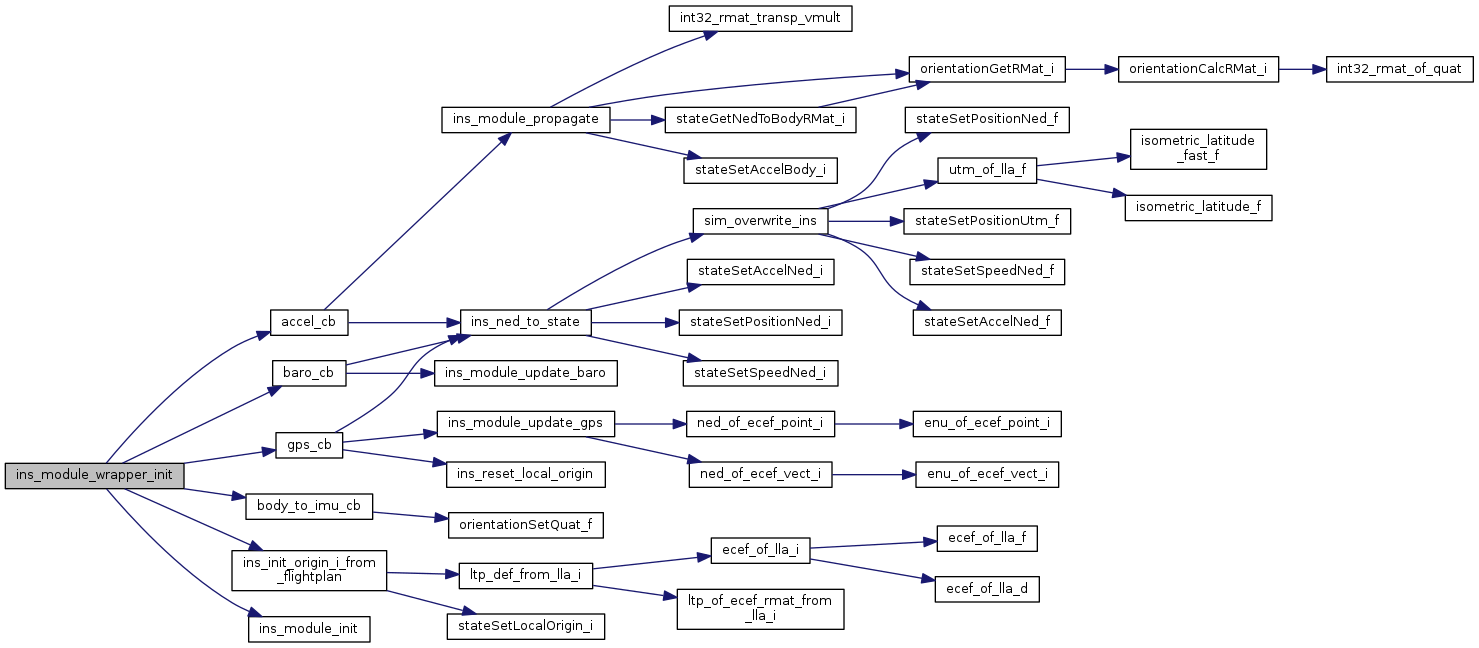 int32_rmat_transp_vmult
orientationGetRMat_i
orientationCalcRMat_i
int32_rmat_of_quat
ins_module_propagate
stateGetNedToBodyRMat_i
stateSetPositionNed_f
isometric_latitude
_fast_f
stateSetAccelBody_i
utm_of_lla_f
isometric_latitude_f
sim_overwrite_ins
stateSetPositionUtm_f
stateSetAccelNed_i
stateSetSpeedNed_f
accel_cb
ins_ned_to_state
stateSetPositionNed_i
stateSetAccelNed_f
baro_cb
ins_module_update_baro
stateSetSpeedNed_i
gps_cb
ins_module_update_gps
ned_of_ecef_point_i
enu_of_ecef_point_i
ins_module_wrapper_init
ins_reset_local_origin
ned_of_ecef_vect_i
enu_of_ecef_vect_i
body_to_imu_cb
orientationSetQuat_f
ins_init_origin_i_from
_flightplan
ltp_def_from_lla_i
ecef_of_lla_i
ecef_of_lla_f
ecef_of_lla_d
ltp_of_ecef_rmat_from
_lla_i
ins_module_init
stateSetLocalOrigin_i